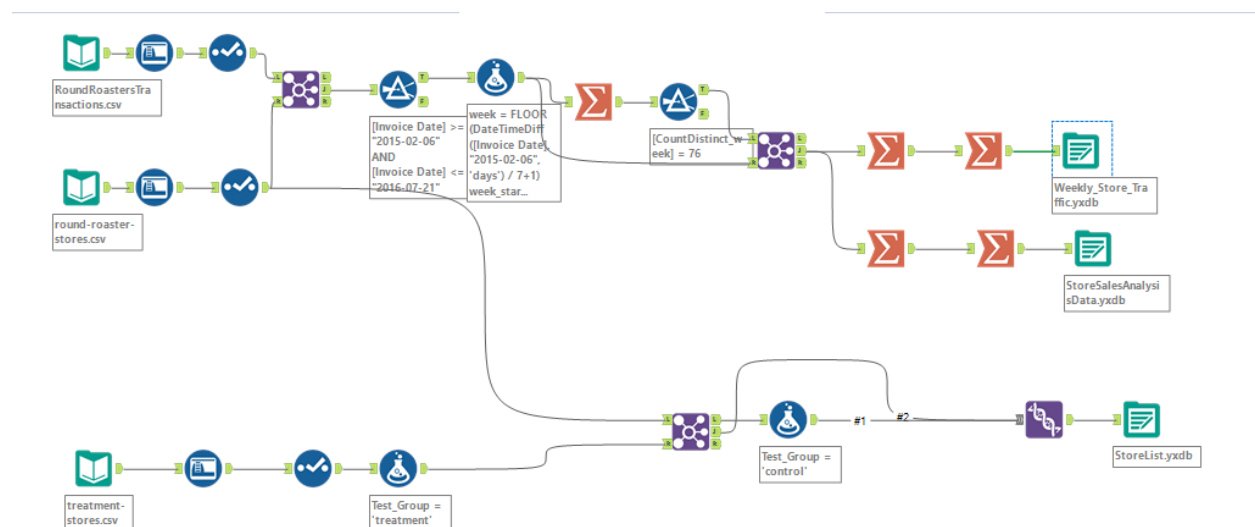 RoundRoastersTra
nsactions.csv
[Invoice Date] >=
"2015-02-06"
AND
[Invoice Date] <=
"2016-07-21"
week = FLOOR
(DateTimeDiff
([Invoice Date],
"2015-02-06",
'days') / 7+1)
week_star...
[CountDistinct_w
eek] = 76
Weekly_Store_Tra
ffic.yxdb
round-roaster-
stores.csv
StoreSalesAnalysi
sData.yxdb
#1
#2
Test_Group =
'control'
StoreList.yxdb
treatment-
stores.csv
Test_Group =
'treatment'